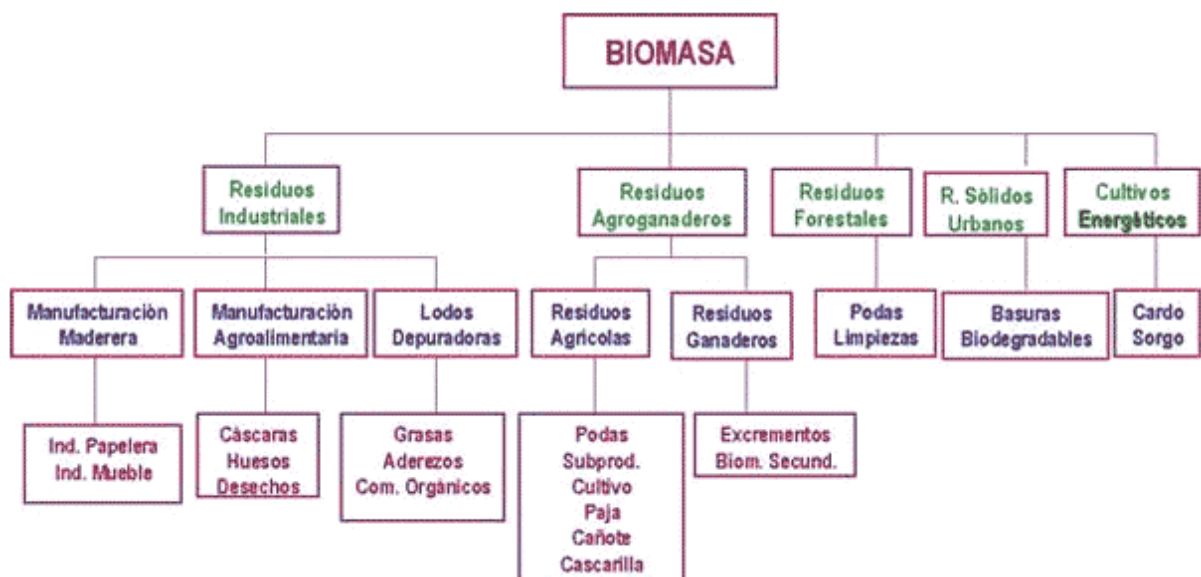 BIOMASA
Residuos
Industriales
Residuos
Agroganaderos
Residuos
Forestales
R. Sòlidos
Urbanos
Cultivos
Energèticos
Manufacturaciòn
Maderera
Manufacturaciòn
Agroalimentaria
Lodos
Depuradoras
Residuos
Agrìcolas
Residuos
Ganaderos
Podas
Limpiezas
Basuras
Biodegradables
Cardo
Sorgo
Ind. Papelera
Ind. Mueble
Càscaras
Huesos
Desechos
Grasas
Aderezos
Com. Orgànicos
Podas
Subprod.
Cultivo
Paja
Cañote
Cascarilla
Excrementos
Biom. Secund.